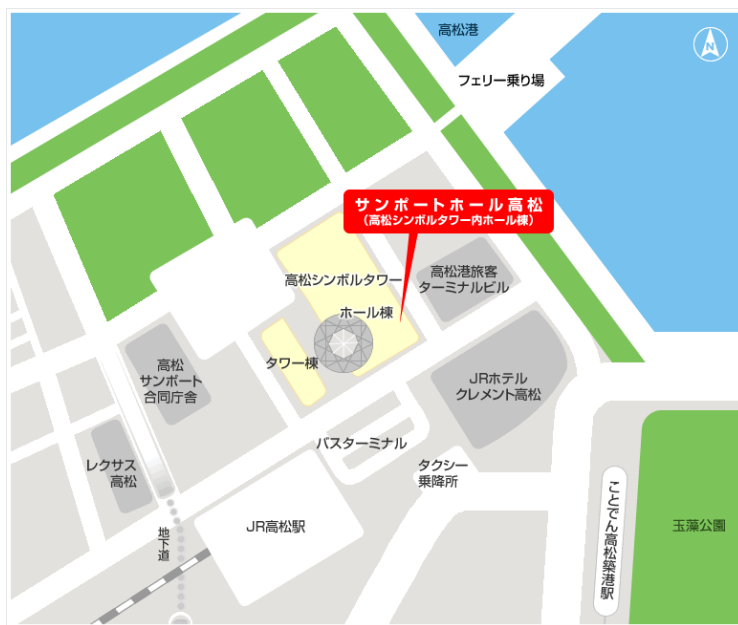 高松港
N
フェリー乗り場
サンポートホール高松
(高松シンボルタワー内ホール棟)
高松シンボルタワー
ホール棟
高松港旅客
ターミナルビル
タワー棟
高松
サンポート
合同庁舎
JRホテル
クレメント高松
レクサス
高松
バスターミナル
タクシー
乗降所
地下道
JR高松駅
ことでん高松築港駅
玉藻公園